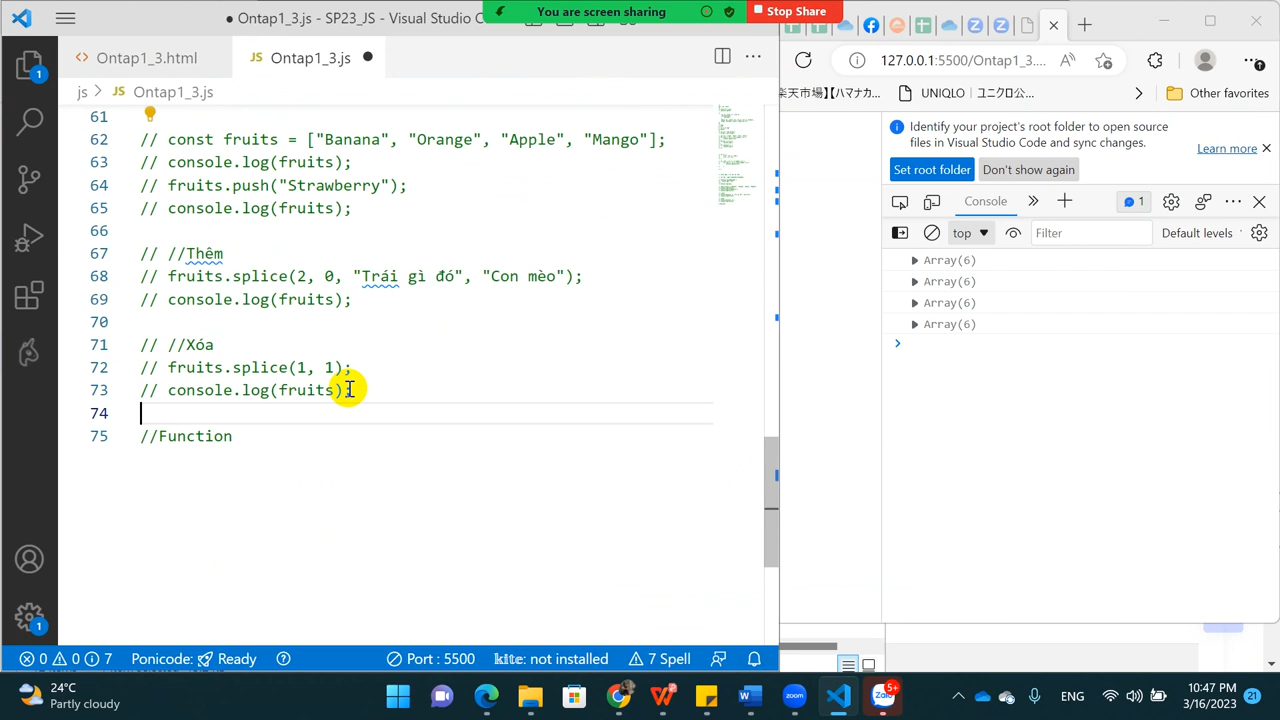 You are screen sharing
Stop Share
Ontap1_3.js - SP23_JS - Visual Studio C
<> Ontap1_3.html
JS Ontap1_3.js
js > JS Ontap1_3.js
61
62 // const fruits = ["Banana", "Orange", "Apple", "Mango"];
63 // console.log(fruits);
64 // fruits.push("Strawberry");
65 // console.log(fruits);
66
67 // //Thêm
68 // fruits.splice(2, 0, "Trái gì đó", "Con mèo");
69 // console.log(fruits);
70
71 // //Xóa
72 // fruits.splice(1, 1);
73 // console.log(fruits);
74
75 //Function
1
1
0 0 7
Ponicode: Ready
Port : 5500
kite: not installed
7 Spell
127.0.0.1:5500/Ontap1_3....
楽天市場】【ハマナカ...
UNIQLO | ユニクロ公...
Other favorites
Identify your project's root folder to open source
files in Visual Studio Code and sync changes.
Learn more
Set root folder
Don't show again
Console
1
top
Filter
Default levels
Array(6)
Array(6)
Array(6)
Array(6)
24°C
Partly cloudy
W
zoom
Zalo
5+
ENG
10:47 PM
3/16/2023
21